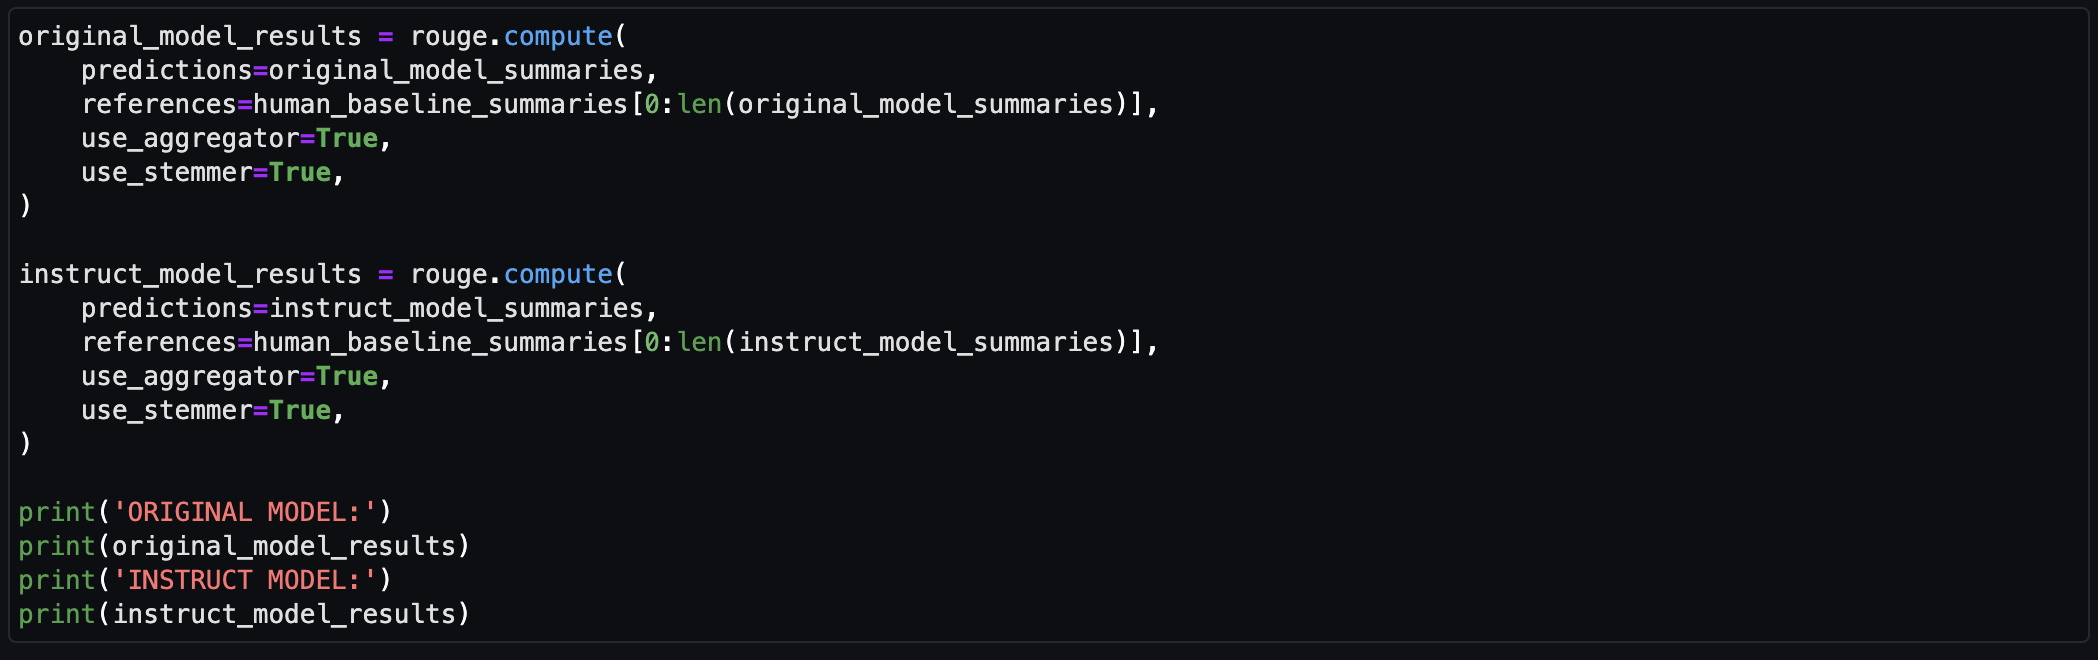 original_model_results = rouge.compute(
    predictions=original_model_summaries,
    references=human_baseline_summaries[0:len(original_model_summaries)],
    use_aggregator=True,
    use_stemmer=True,
)

instruct_model_results = rouge.compute(
    predictions=instruct_model_summaries,
    references=human_baseline_summaries[0:len(instruct_model_summaries)],
    use_aggregator=True,
    use_stemmer=True,
)

print('ORIGINAL MODEL:')
print(original_model_results)
print('INSTRUCT MODEL:')
print(instruct_model_results)